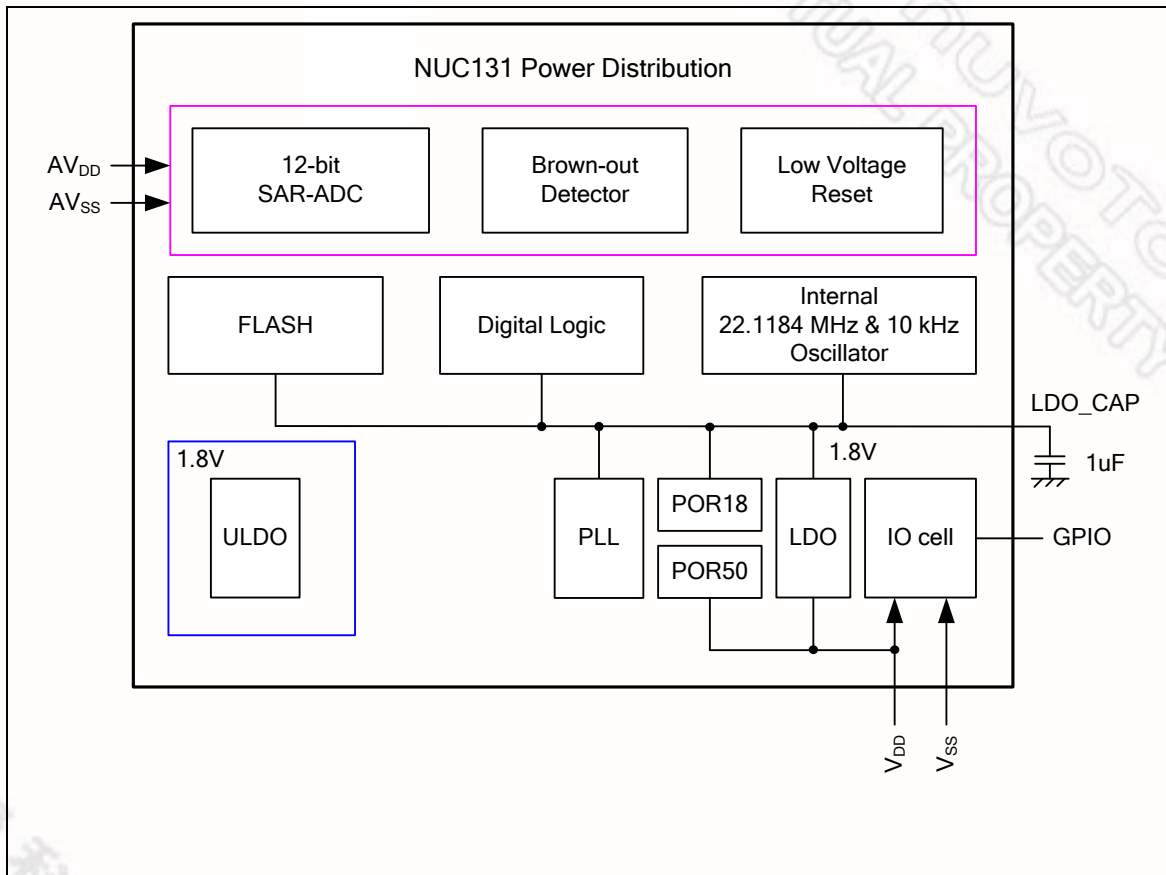 NUC131 Power Distribution
AVDD
AVSS
12-bit
SAR-ADC
Brown-out
Detector
Low Voltage
Reset
FLASH
Digital Logic
Internal
22.1184 MHz & 10 kHz
Oscillator
LDO_CAP
1uF
1.8V
ULDO
PLL
POR18
POR50
1.8V
LDO
IO cell
GPIO
VDD
VSS